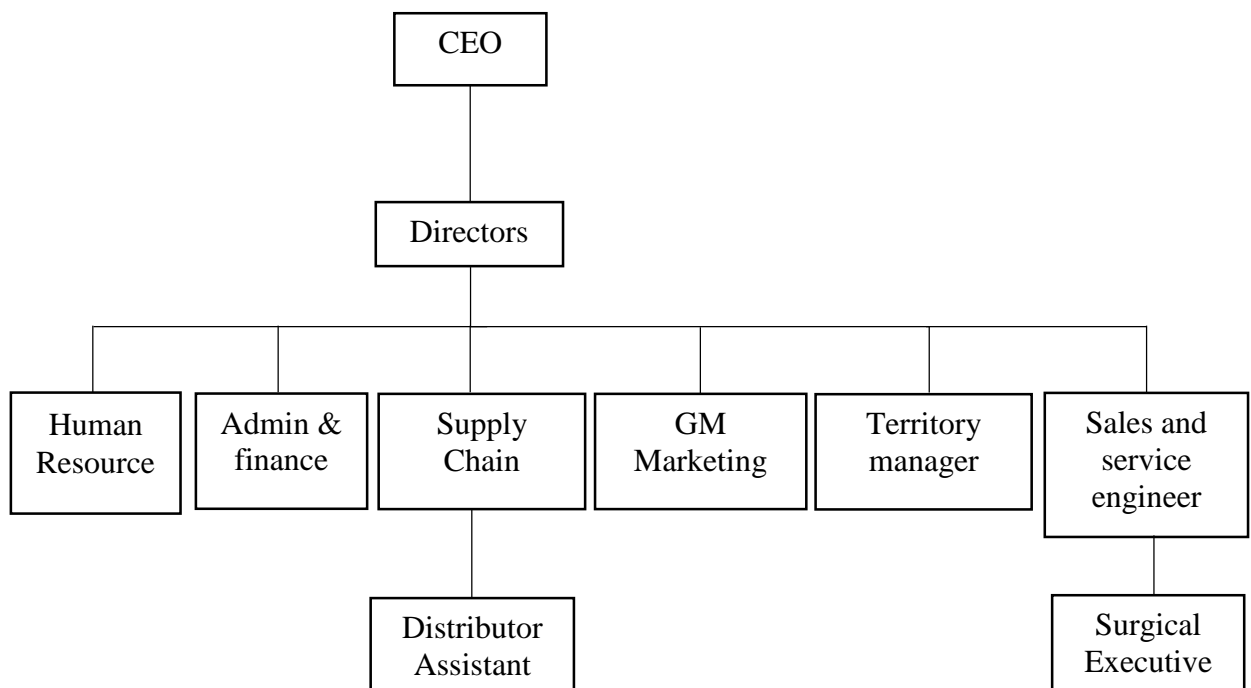 CEO
Directors
Human
Resource
Admin &
finance
Supply
Chain
GM
Marketing
Territory
manager
Sales and
service
engineer
Distributor
Assistant
Surgical
Executive